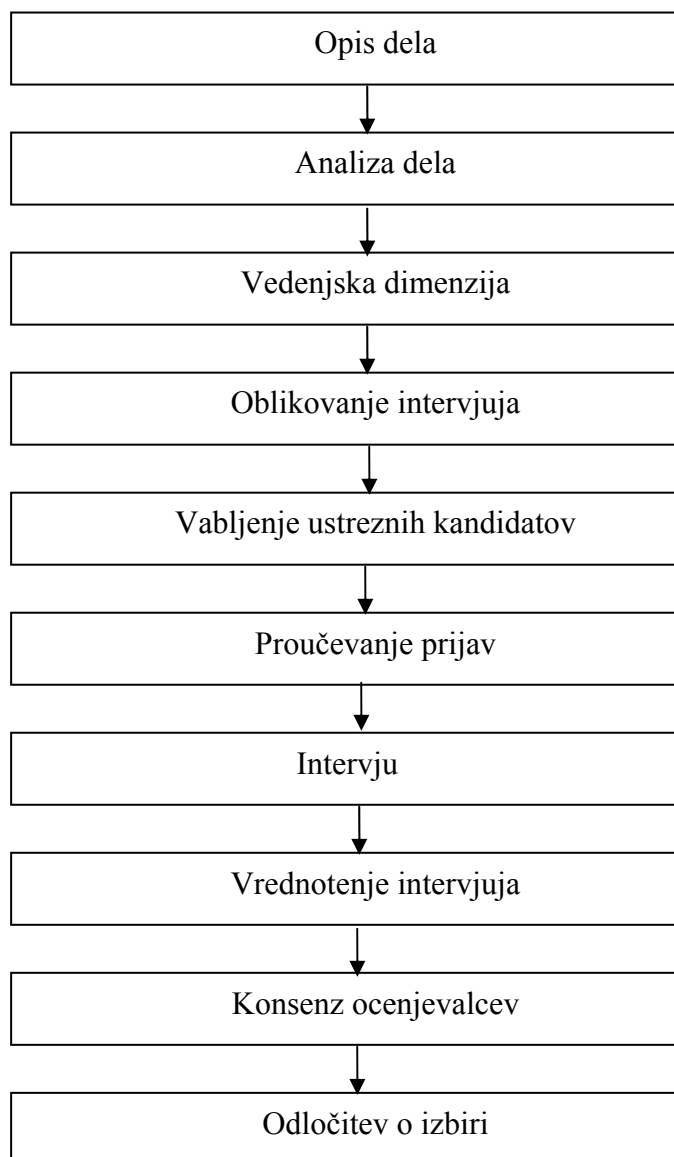 Opis dela
Analiza dela
Vedenjska dimenzija
Oblikovanje intervjuja
Vabljenje ustreznih kandidatov
Proučevanje prijav
Intervju
Vrednotenje intervjuja
Konsenz ocenjevalcev
Odločitev o izbiri